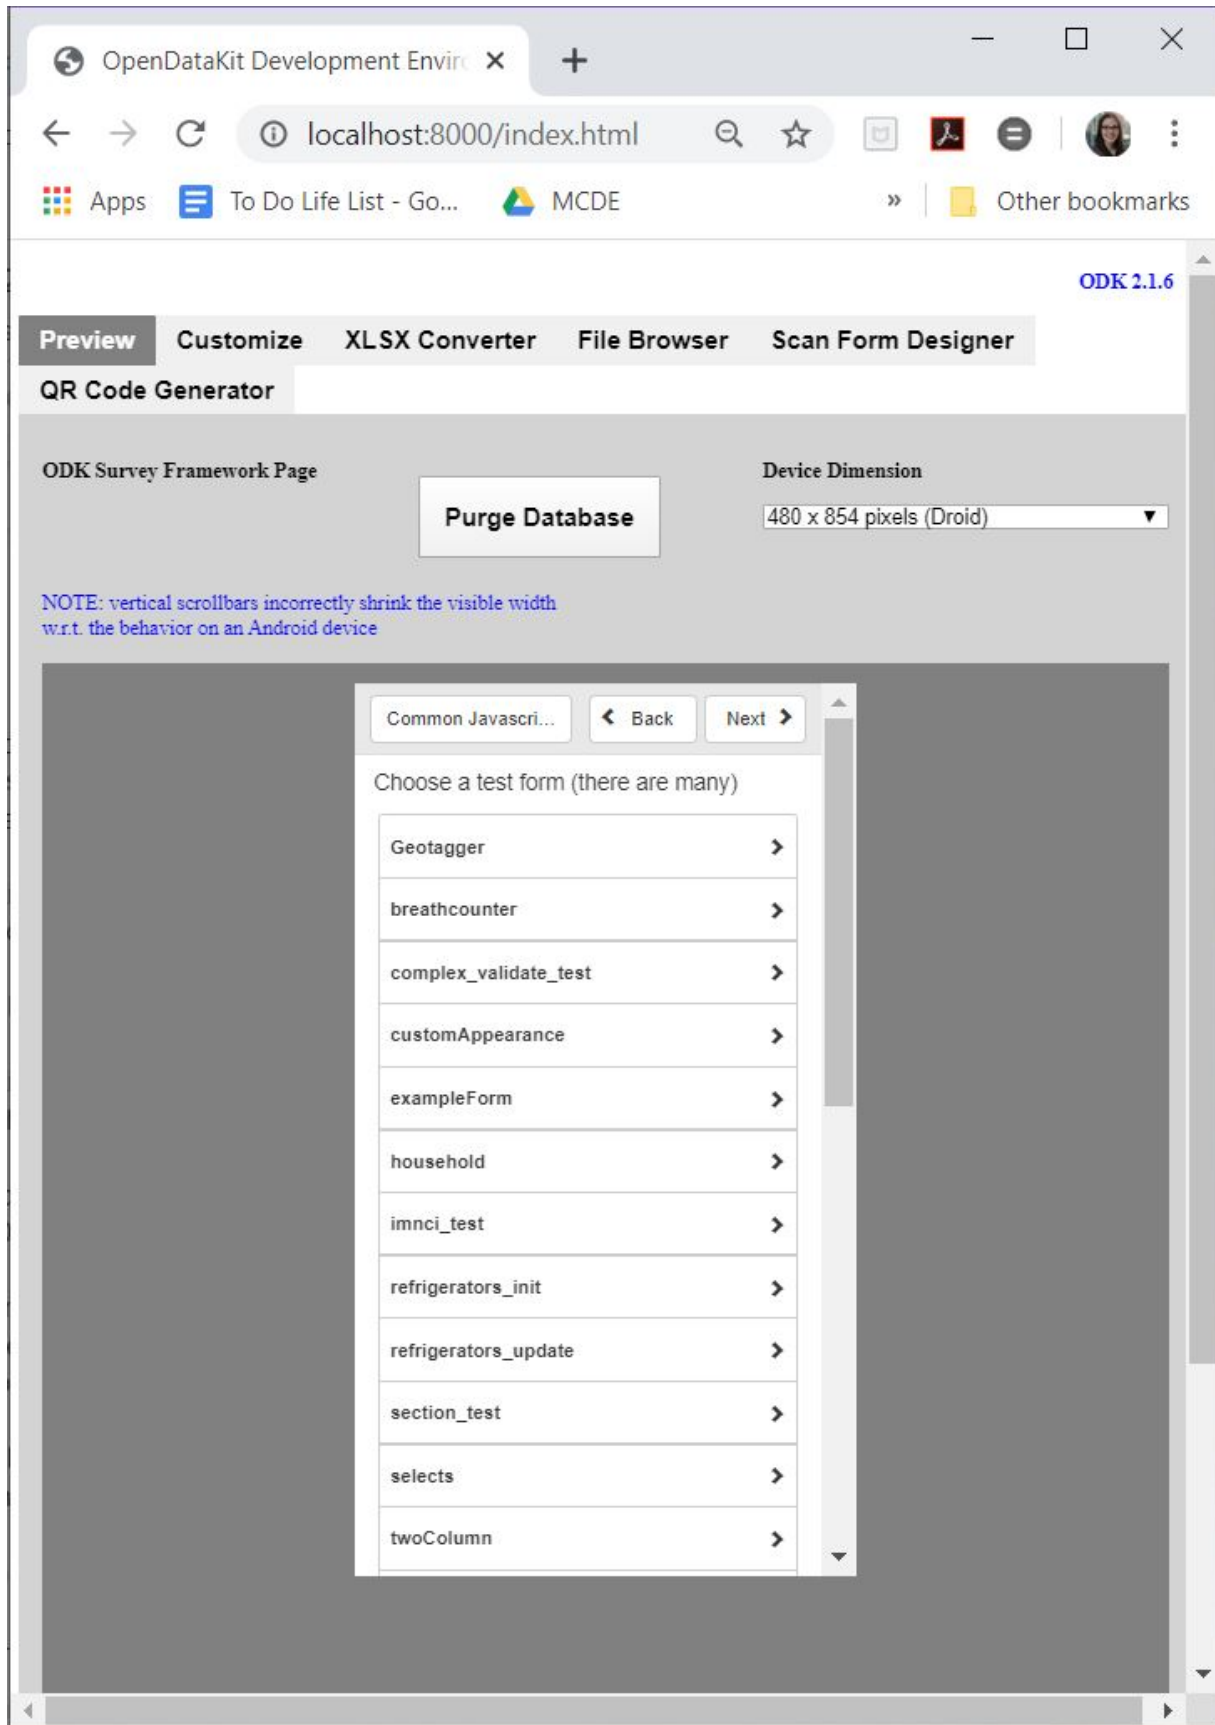 OpenDataKit Development Enviro
localhost:8000/index.html
Apps To Do Life List - Go... MCDE » Other bookmarks
ODK 2.1.6
Preview Customize XLSX Converter File Browser Scan Form Designer
QR Code Generator
ODK Survey Framework Page
Purge Database
Device Dimension
480 x 854 pixels (Droid)
NOTE: vertical scrollbars incorrectly shrink the visible width
w.r.t. the behavior on an Android device
Common Javascri... Back Next
Choose a test form (there are many)
Geotagger
breathcounter
complex_validate_test
customAppearance
exampleForm
household
imnci_test
refrigerators_init
refrigerators_update
section_test
selects
twoColumn